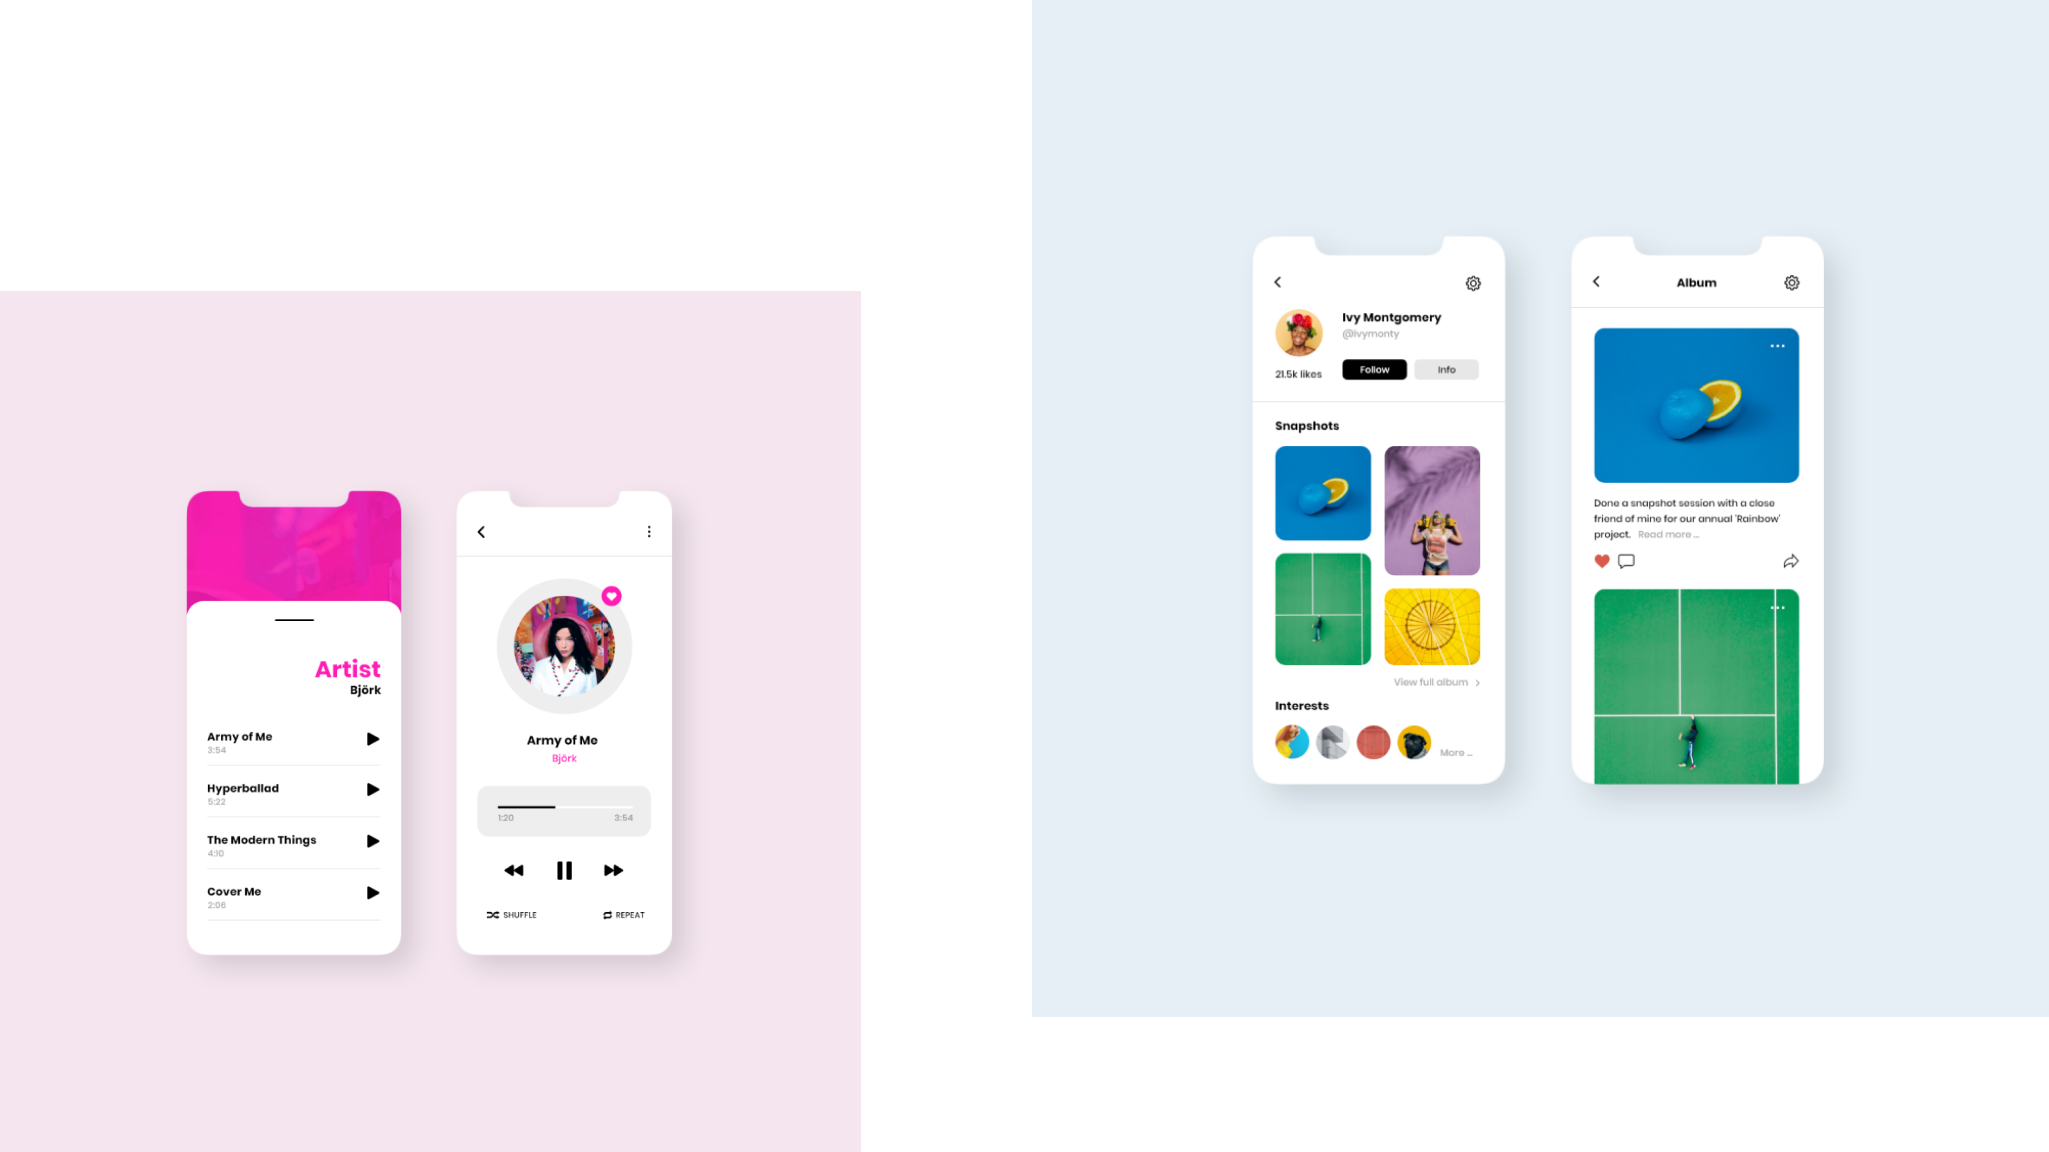 Artist
Björk
Army of Me
3:54
Hyperballad
5:22
The Modern Things
4:10
Cover Me
2:06
Army of Me
Björk
1:20 3:54
SHUFFLE REPEAT
Ivy Montgomery
@ivymonty
21.5k likes
Follow Info
Snapshots
View full album
Interests
More ...
Album
Done a snapshot session with a close
friend of mine for our annual 'Rainbow'
project. Read more ...